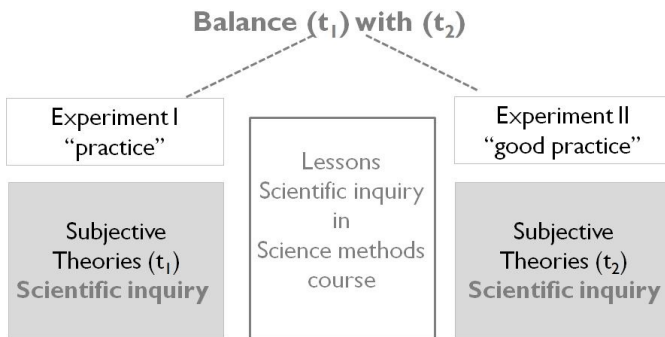 Balance (t₁) with (t₂)
Experiment I
“practice”
Subjective
Theories (t₁)
Scientific inquiry
Lessons
Scientific inquiry
in
Science methods
course
Experiment II
“good practice”
Subjective
Theories (t₂)
Scientific inquiry